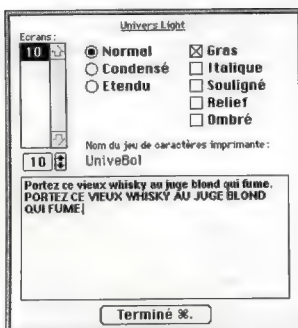 Univers Light
Ecrans :
10
Normal
Gras
Condensé
Italique
Etendu
Souligné
Relief
Ombré
Nom du jeu de caractères imprimante :
10
UniveBol
Portez ce vieux whisky au juge blond qui fume.
PORTEZ CE VIEUX WHISKY AU JUGE BLOND
QUI FUME
Terminé ⌘.